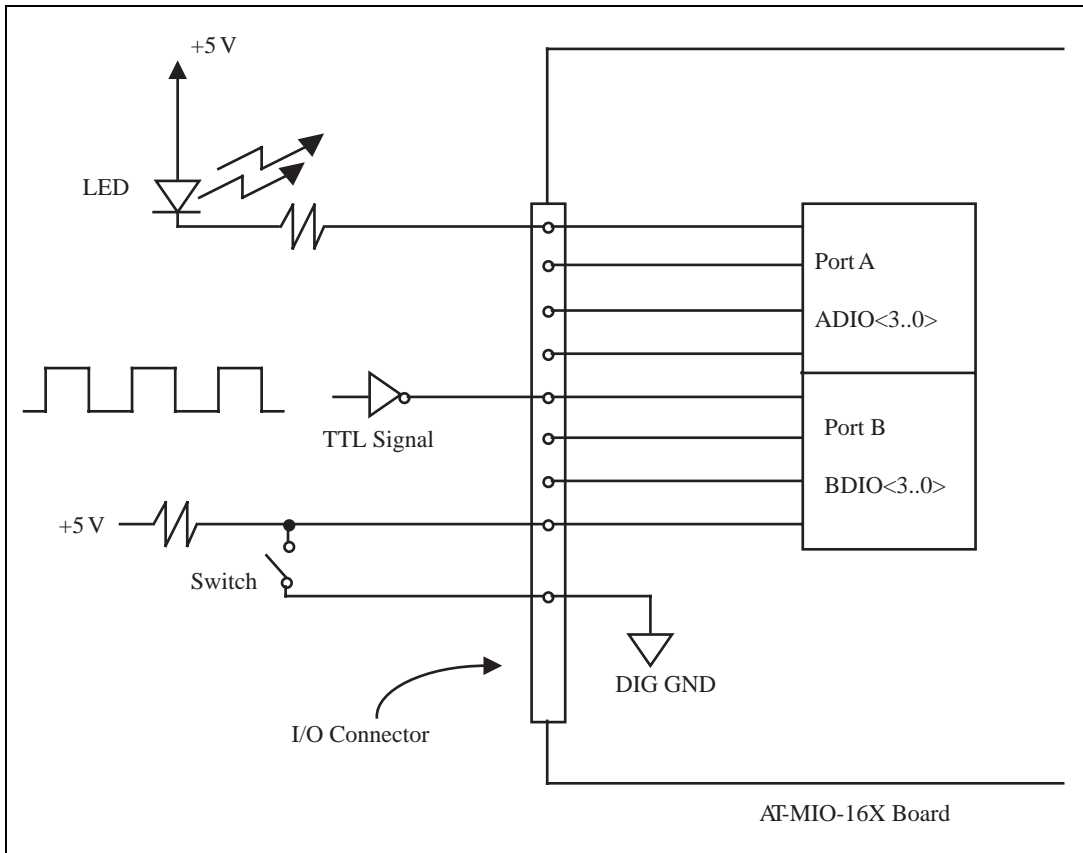 +5 V
LED
Port A
ADIO<3..0>
TTL Signal
Port B
BDIO<3..0>
+5 V
Switch
DIG GND
I/O Connector
AT-MIO-16X Board